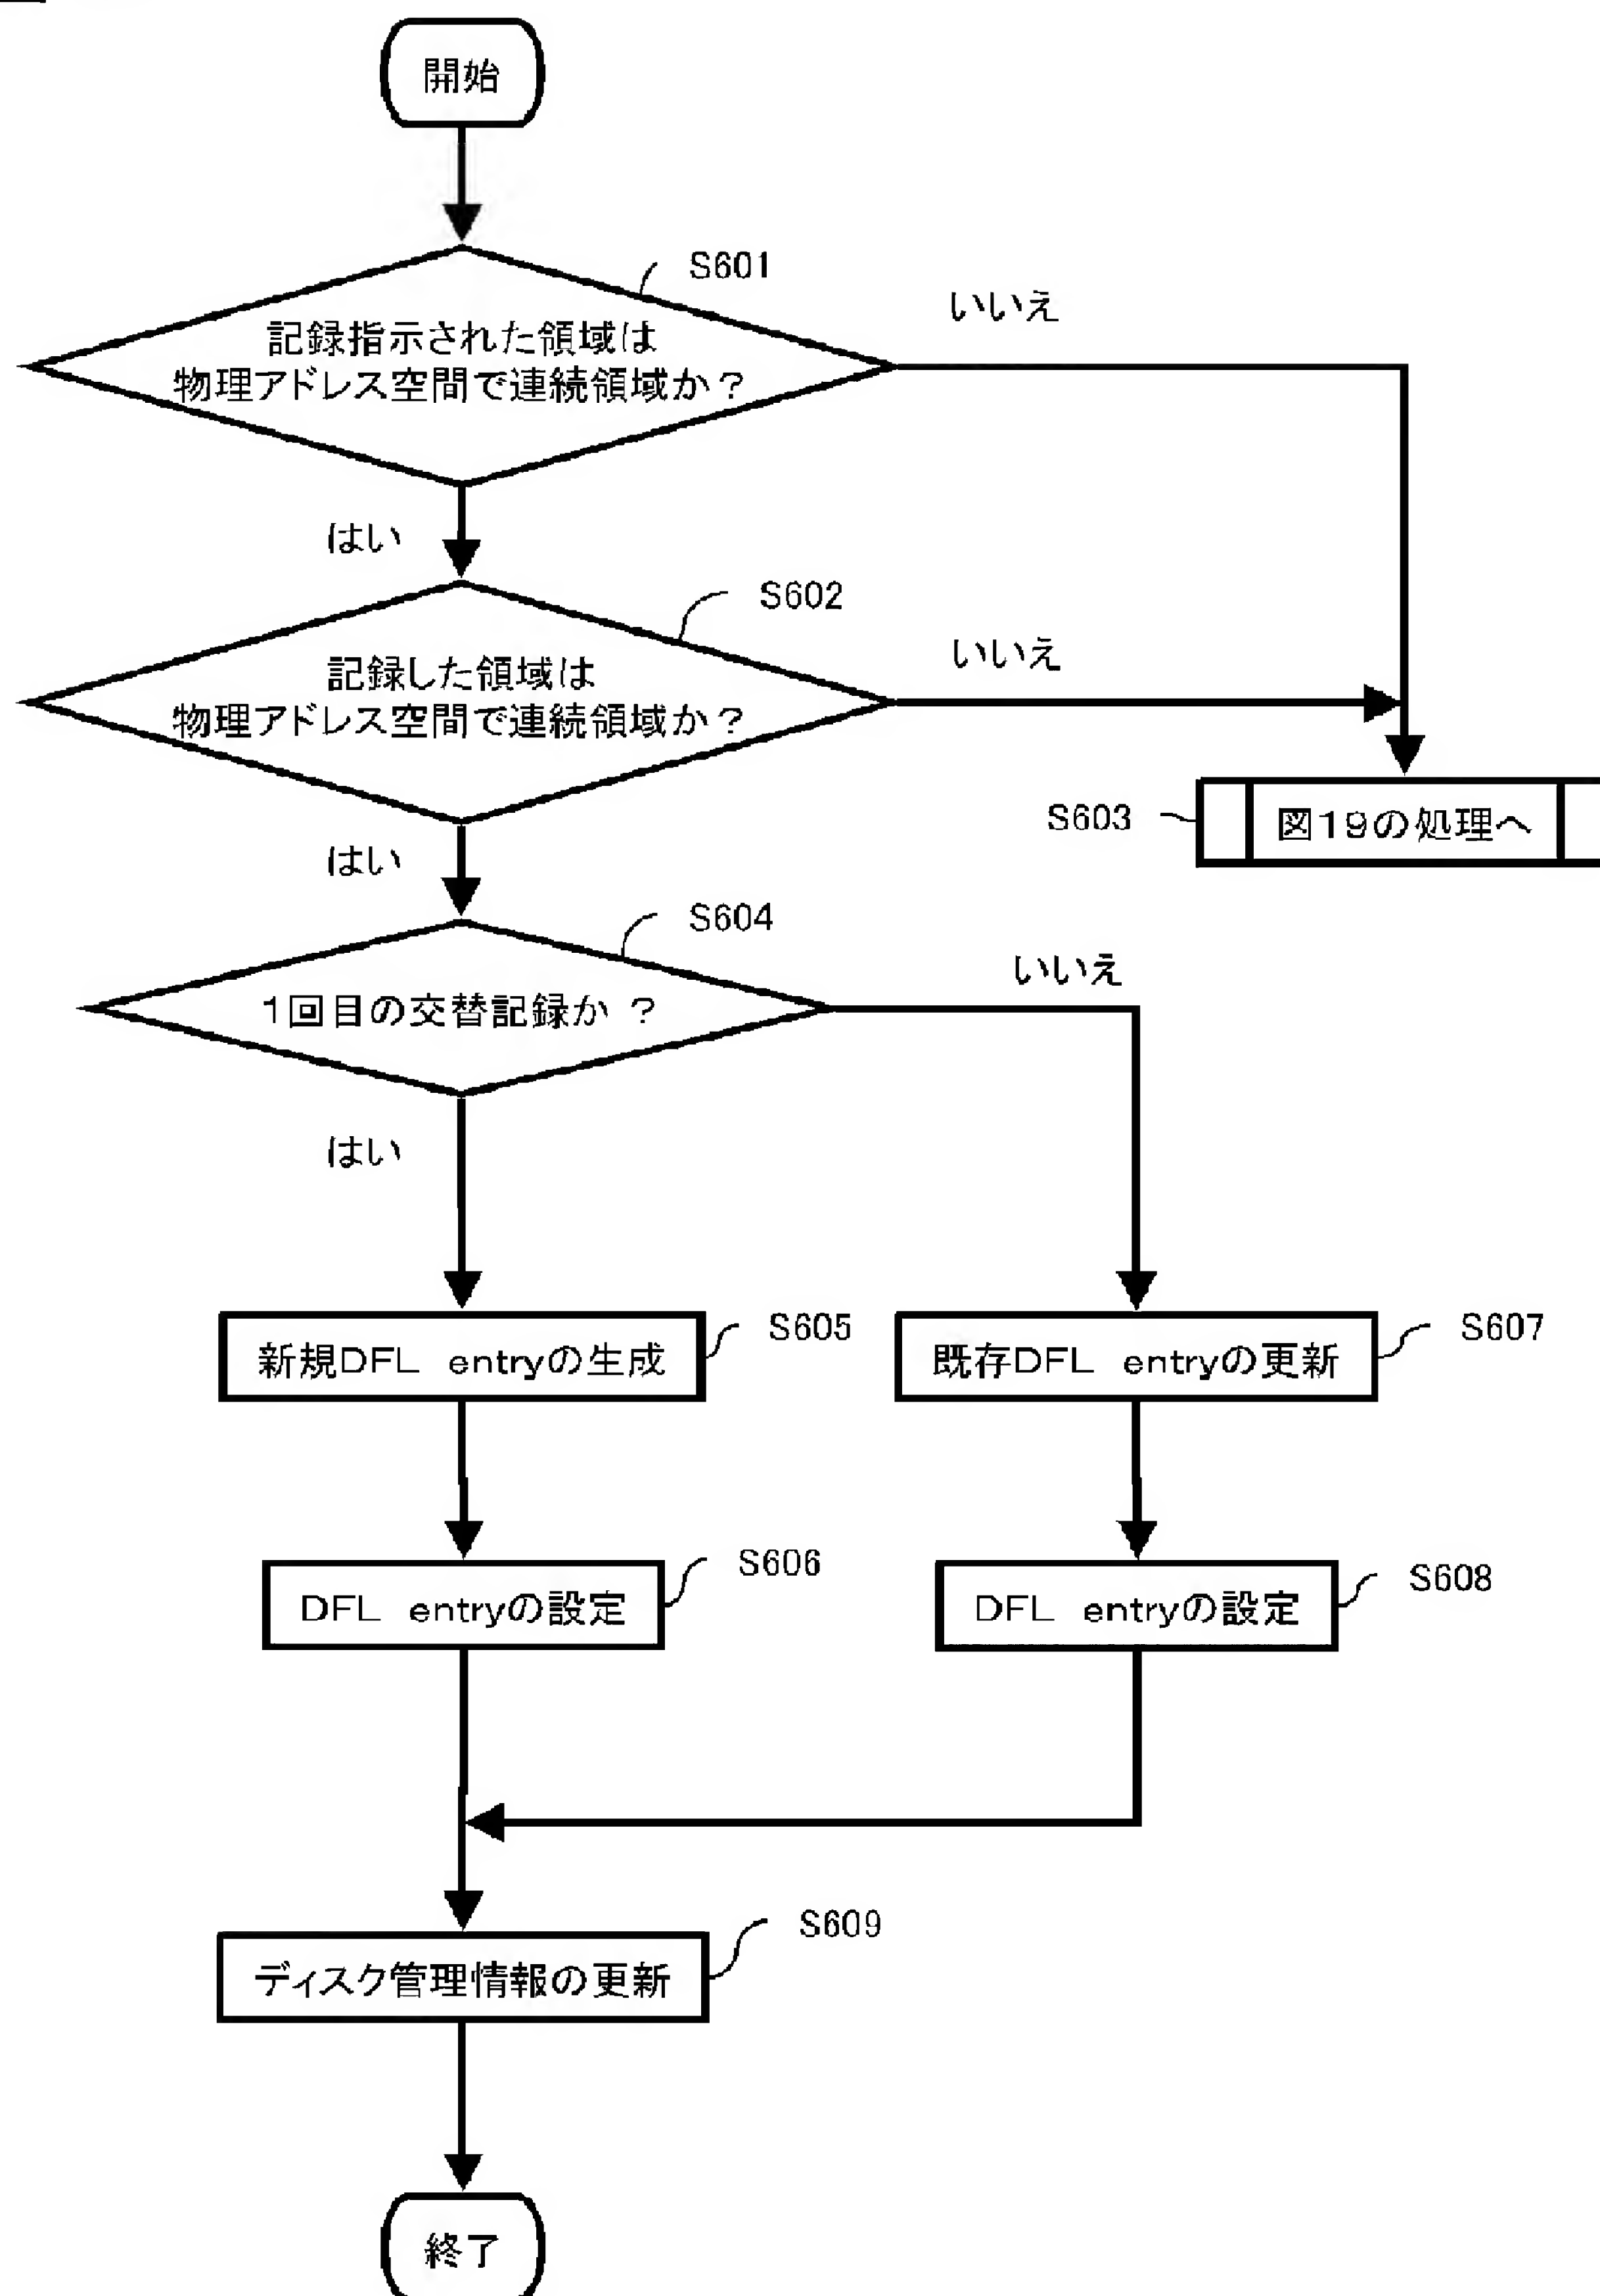 開始
S601
いいえ
記録指示された領域は
物理アドレス空間で連続領域か？
はい
S602
いいえ
記録した領域は
物理アドレス空間で連続領域か？
S603
図19の処理へ
はい
S604
いいえ
1回目の交替記録か ？
はい
S605
新規DFL entryの生成
S607
既存DFL entryの更新
S606
DFL entryの設定
S608
DFL entryの設定
S609
ディスク管理情報の更新
終了